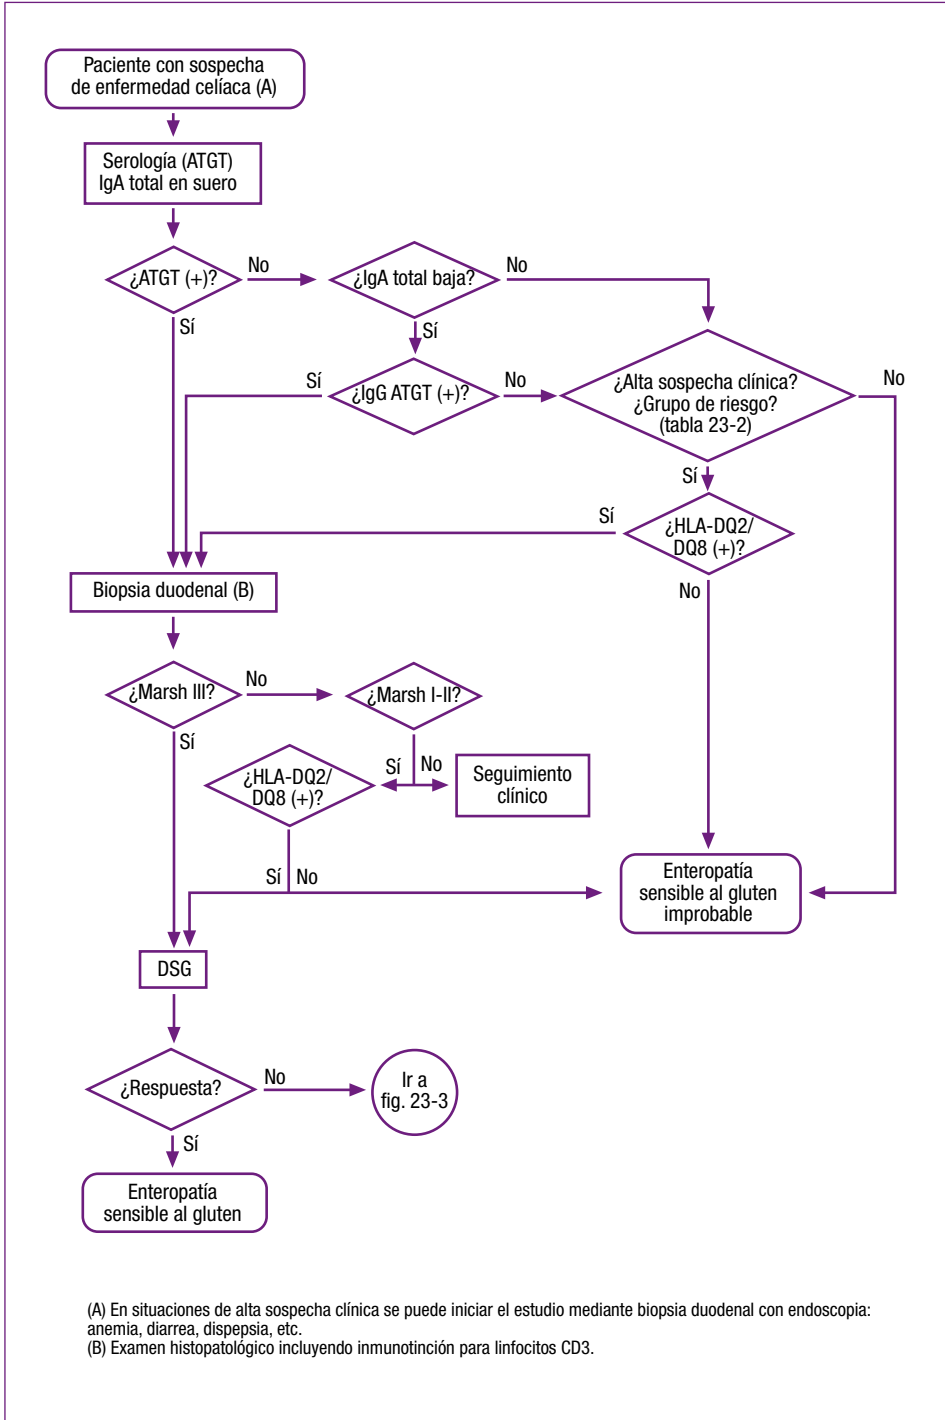 Paciente con sospecha
de enfermedad celíaca (A)
Serología (ATGT)
IgA total en suero
¿ATGT (+)?
No
¿IgA total baja?
No
Sí
Sí
¿IgG ATGT (+)?
Sí
No
¿Alta sospecha clínica?
¿Grupo de riesgo?
(tabla 23-2)
No
Sí
¿HLA-DQ2/
DQ8 (+)?
Sí
No
Biopsia duodenal (B)
¿Marsh III?
No
¿Marsh I-II?
Sí
Sí
No
Seguimiento
clínico
¿HLA-DQ2/
DQ8 (+)?
Sí
No
Enteropatía
sensible al gluten
improbable
DSG
¿Respuesta?
No
Ir a
fig. 23-3
Sí
Enteropatía
sensible al gluten
(A) En situaciones de alta sospecha clínica se puede iniciar el estudio mediante biopsia duodenal con endoscopia:
anemia, diarrea, dispepsia, etc.
(B) Examen histopatológico incluyendo inmunotinción para linfocitos CD3.